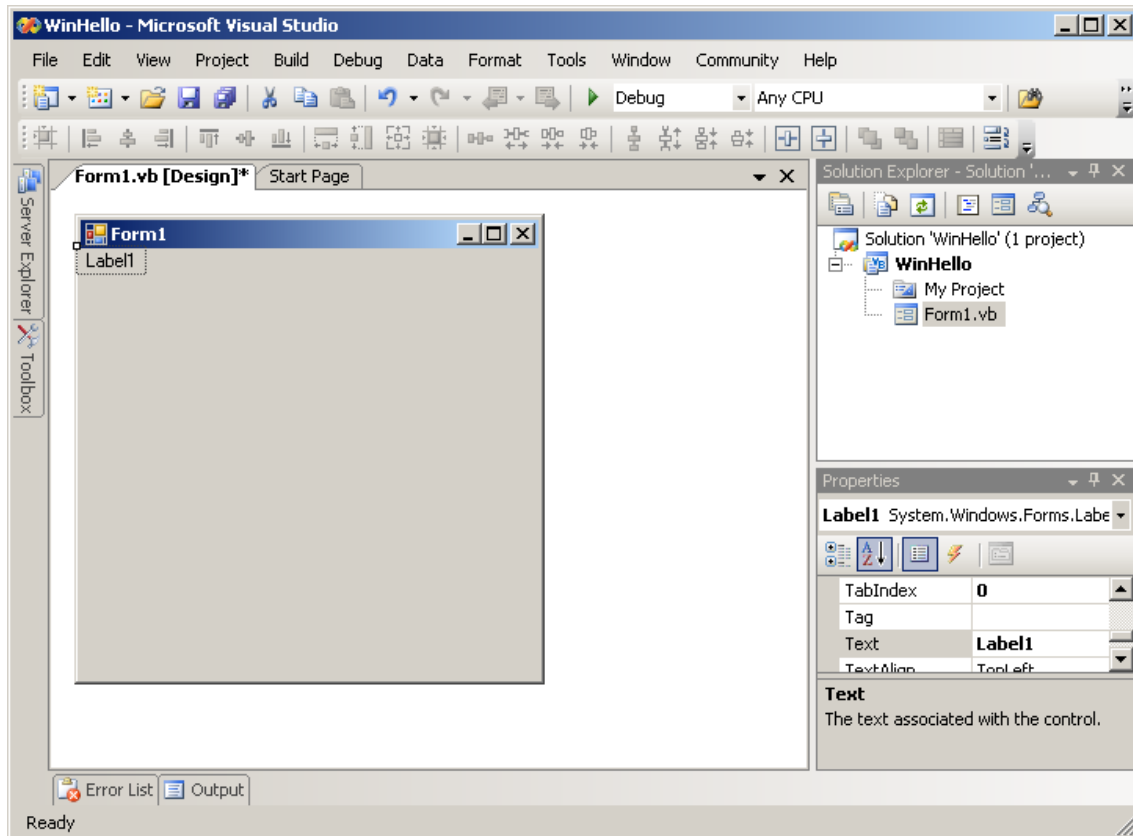 WinHello - Microsoft Visual Studio
File Edit View Project Build Debug Data Format Tools Window Community Help
Debug Any CPU
Server Explorer
Toolbox
Form1.vb [Design]* Start Page
Form1
Label1
Solution Explorer - Solution '...
Solution 'WinHello' (1 project)
WinHello
My Project
Form1.vb
Properties
Label1 System.Windows.Forms.Labe
TabIndex 0
Tag
Text Label1
TextAlign TopLeft
Text
The text associated with the control.
Error List Output
Ready